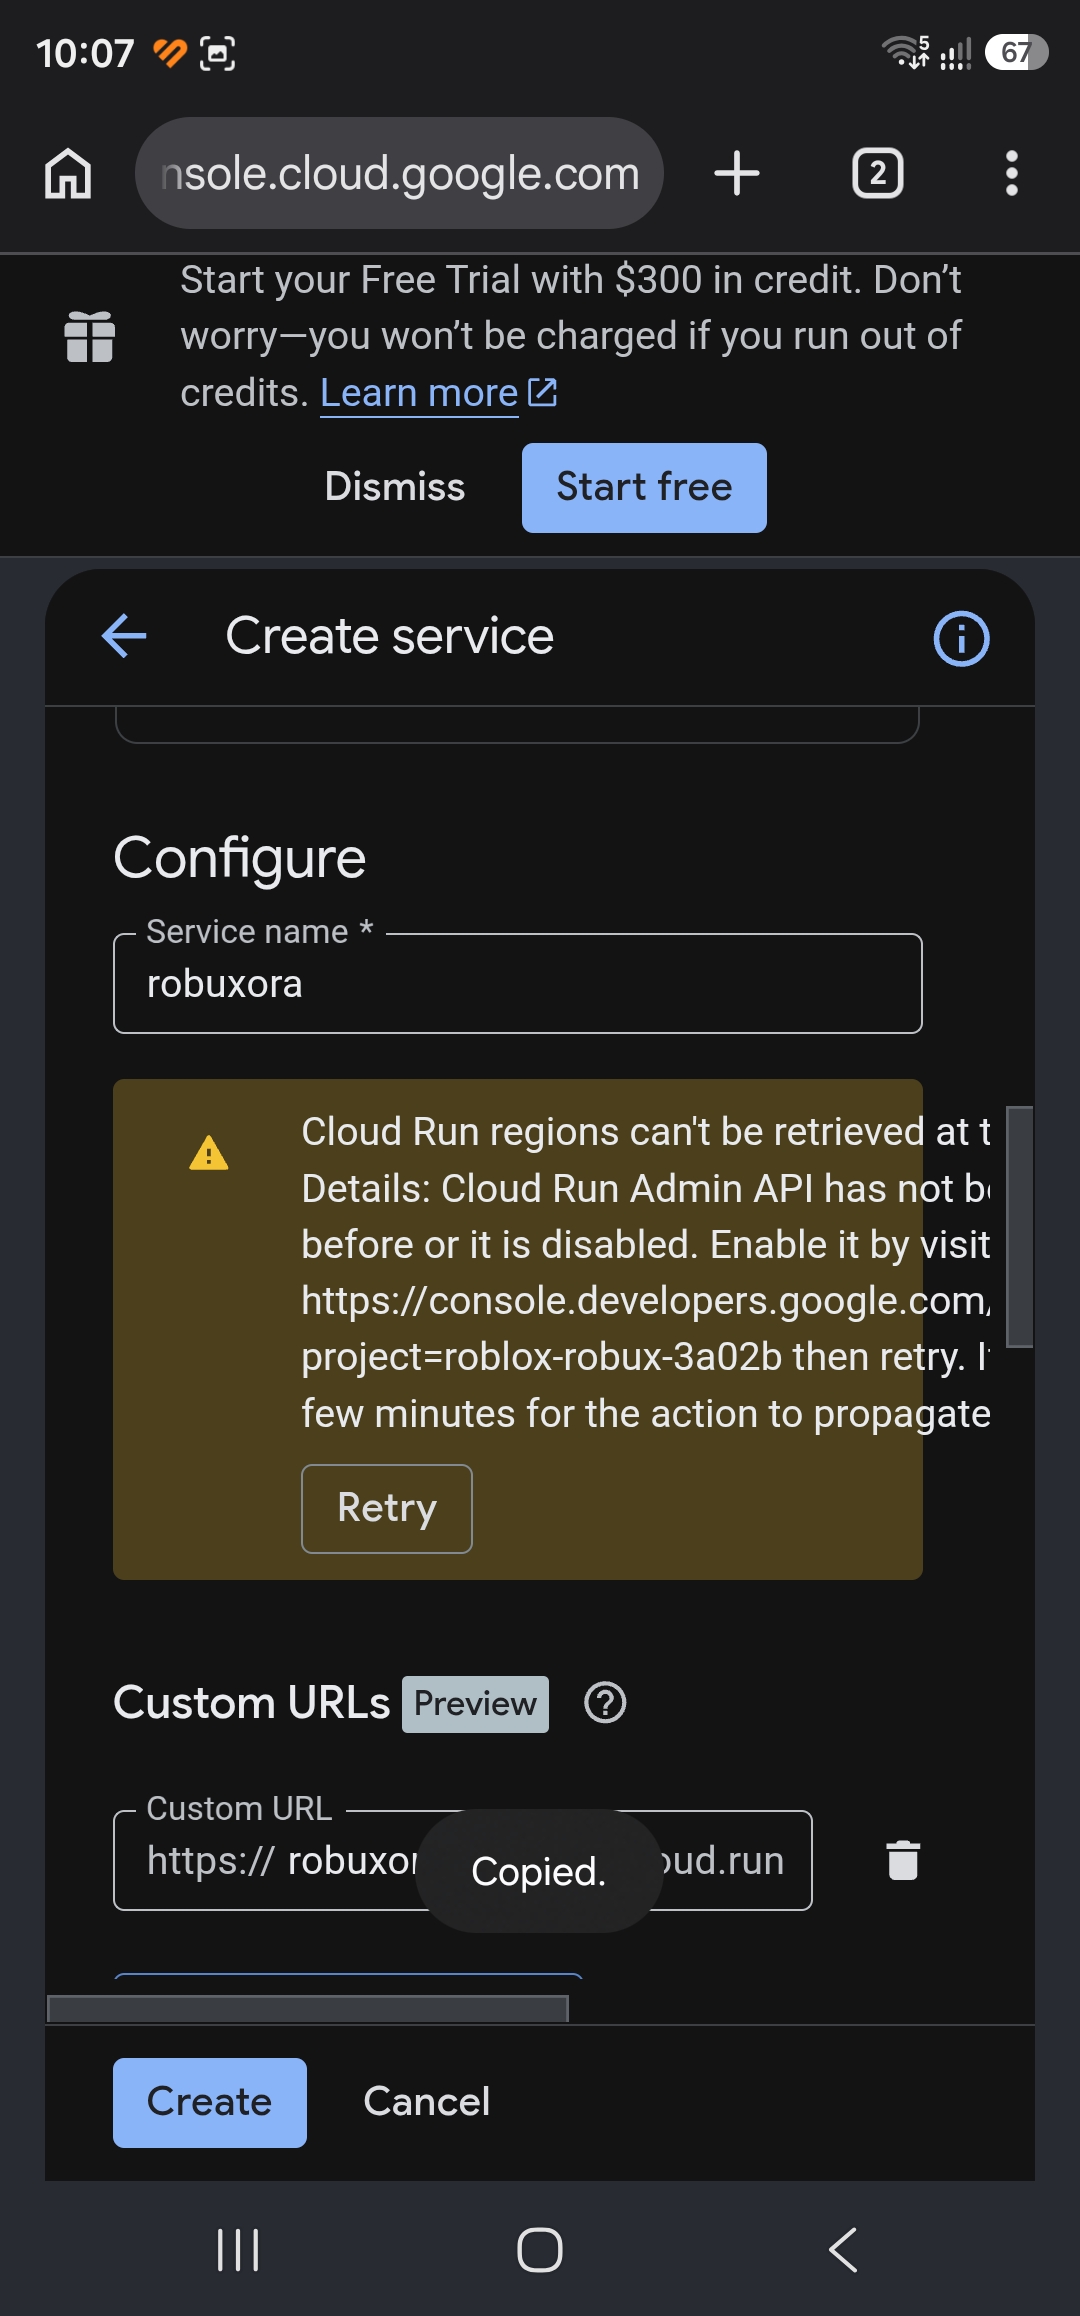 10:07
5
67
nsole.cloud.google.com
2
Start your Free Trial with $300 in credit. Don’t
worry—you won’t be charged if you run out of
credits. Learn more
Dismiss
Start free
Create service
Configure
Service name *
robuxora
Cloud Run regions can't be retrieved at t
Details: Cloud Run Admin API has not b
before or it is disabled. Enable it by visit
https://console.developers.google.com/
project=roblox-robux-3a02b then retry. I
few minutes for the action to propagate
Retry
Custom URLs
Preview
Custom URL
https:// robuxor
oud.run
Copied.
Create
Cancel